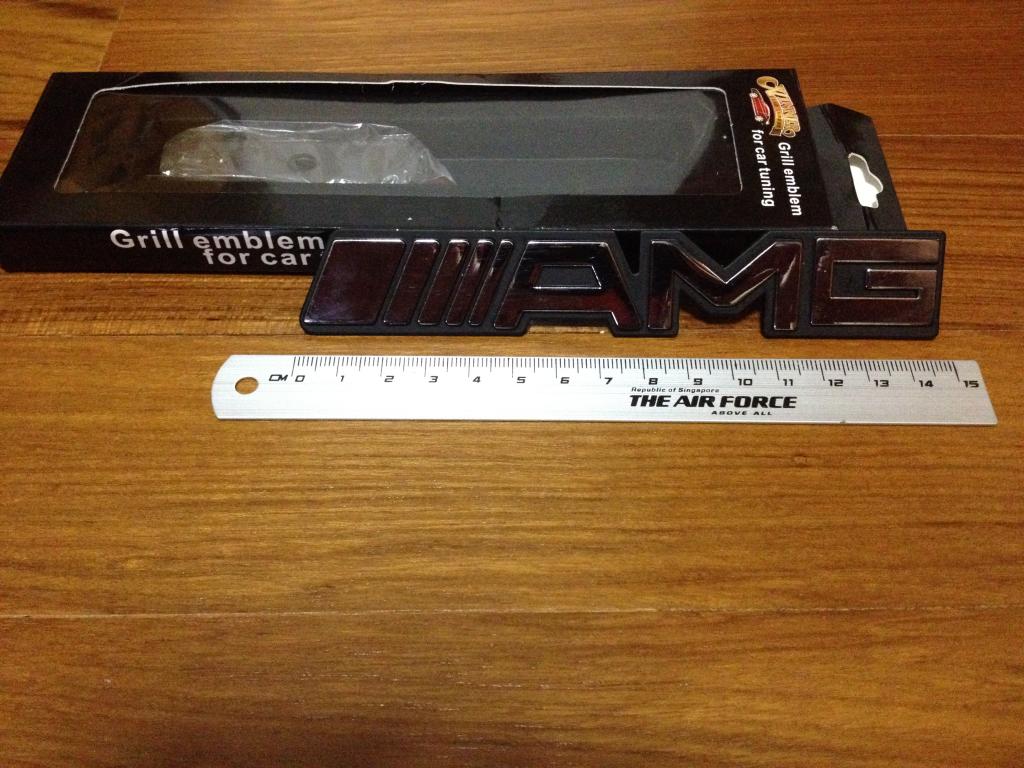 OWNER
Grill emblem
for car tuning
Grill emblem
for car
AMG
CM 0 1 2 3 4 5 6 7 8 9 10 11 12 13 14 15
Republic of Singapore
THE AIR FORCE
ABOVE ALL